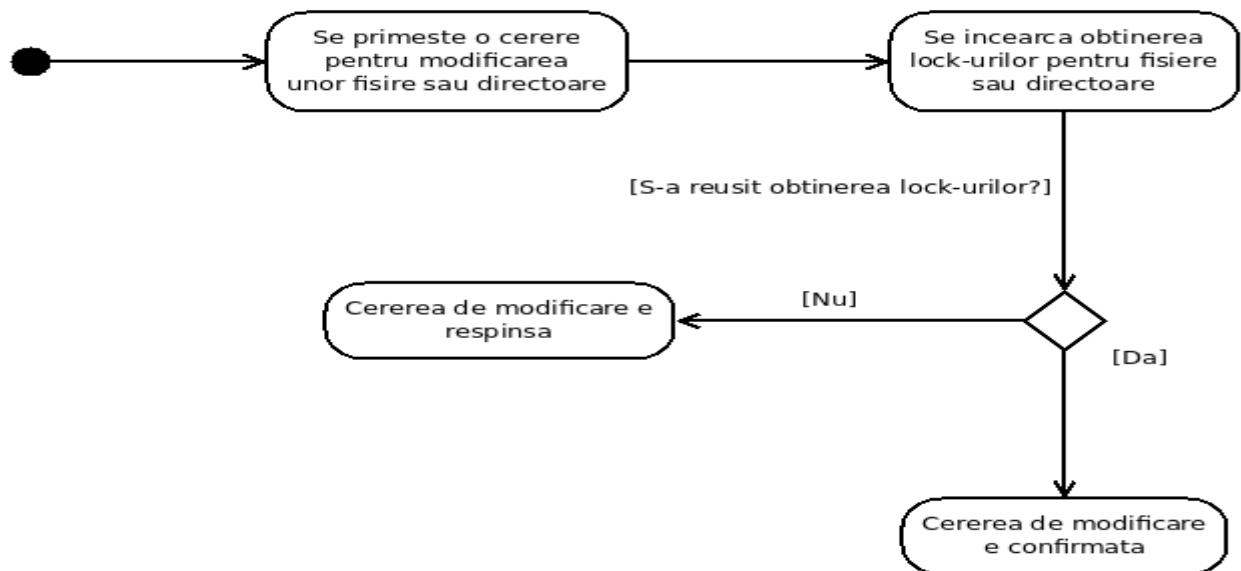 Se primeste o cerere
pentru modificarea
unor fisire sau directoare
Se incearca obtinerea
lock-urilor pentru fisiere
sau directoare
[S-a reusit obtinerea lock-urilor?]
[Nu]
Cererea de modificare e
respinsa
[Da]
Cererea de modificare
e confirmata